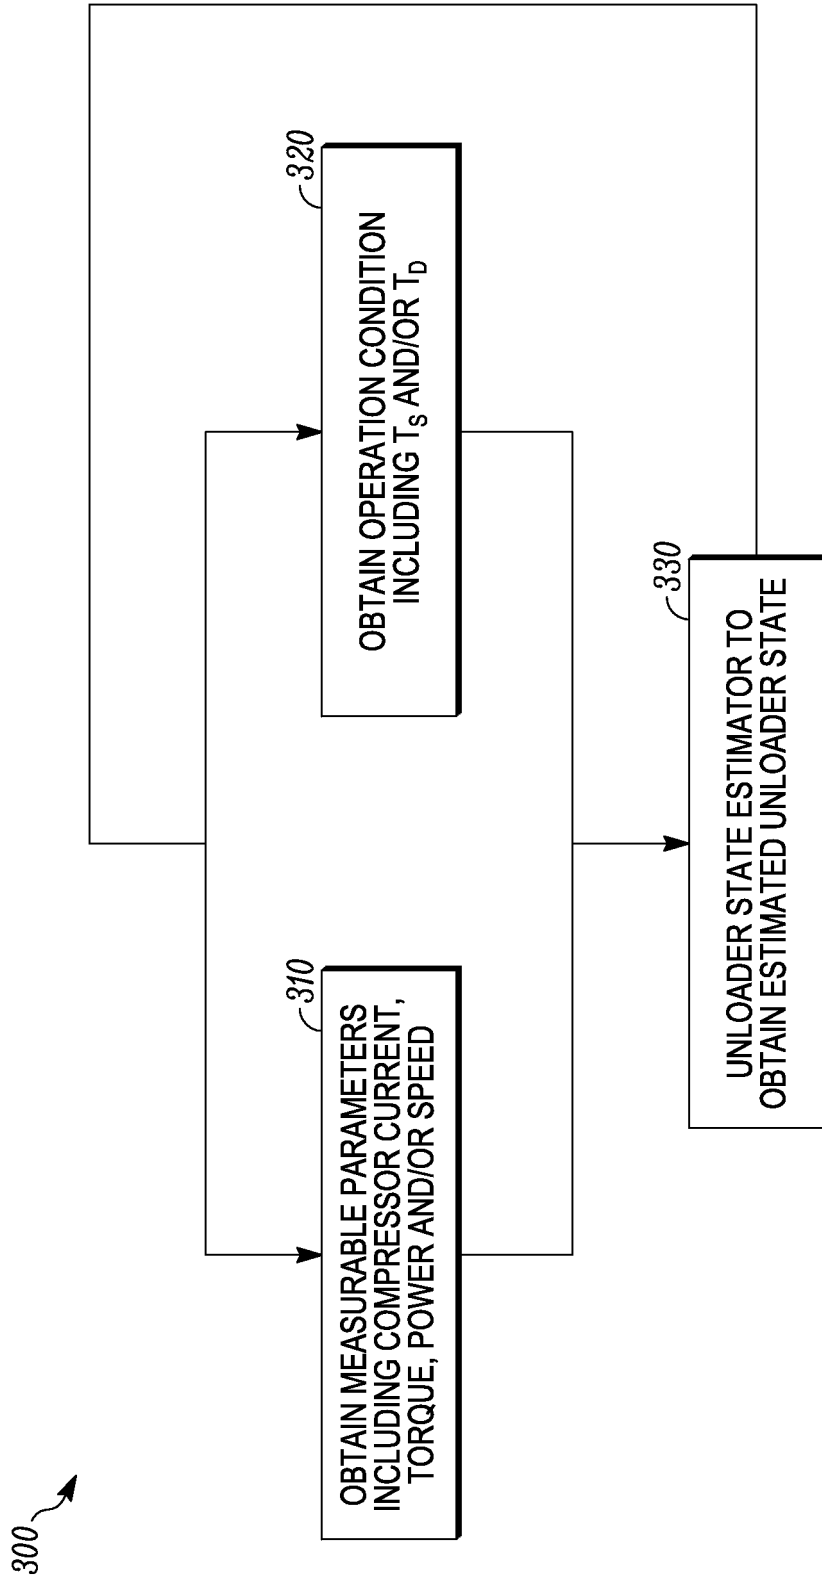 300
310
OBTAIN MEASURABLE PARAMETERS
INCLUDING COMPRESSOR CURRENT,
TORQUE, POWER AND/OR SPEED
320
OBTAIN OPERATION CONDITION
INCLUDING T_S AND/OR T_D
330
UNLOADER STATE ESTIMATOR TO
OBTAIN ESTIMATED UNLOADER STATE